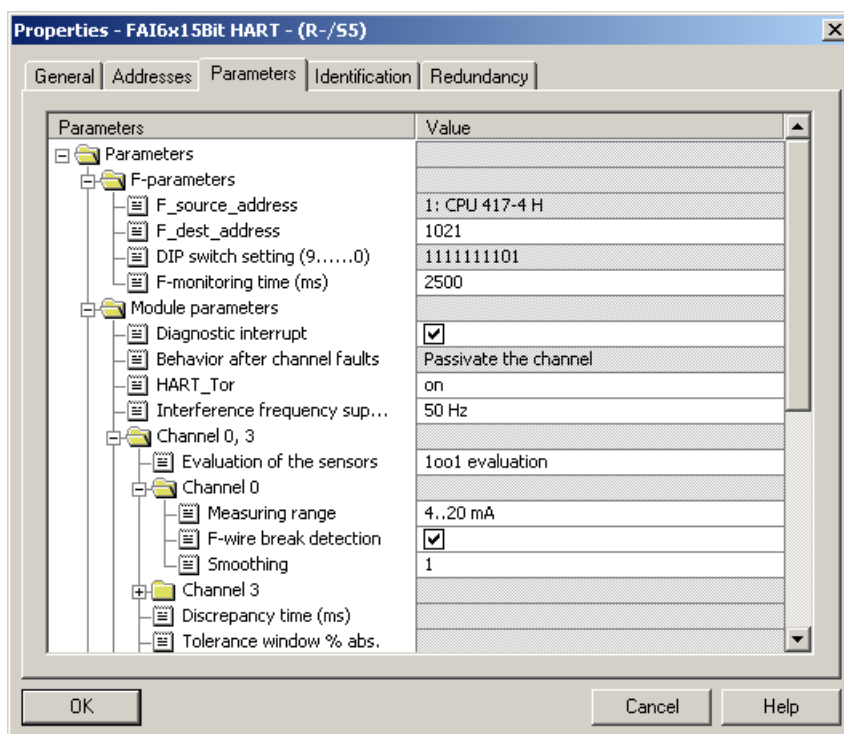 Properties - FAI6x15Bit HART - (R-/S5)
General Addresses Parameters Identification Redundancy
Parameters Value
Parameters
F-parameters
F_source_address 1: CPU 417-4 H
F_dest_address 1021
DIP switch setting (9......0) 1111111101
F-monitoring time (ms) 2500
Module parameters
Diagnostic interrupt
Behavior after channel faults Passivate the channel
HART_Tor on
Interference frequency sup... 50 Hz
Channel 0, 3
Evaluation of the sensors 1oo1 evaluation
Channel 0
Measuring range 4..20 mA
F-wire break detection
Smoothing 1
Channel 3
Discrepancy time (ms)
Tolerance window % abs.
OK Cancel Help